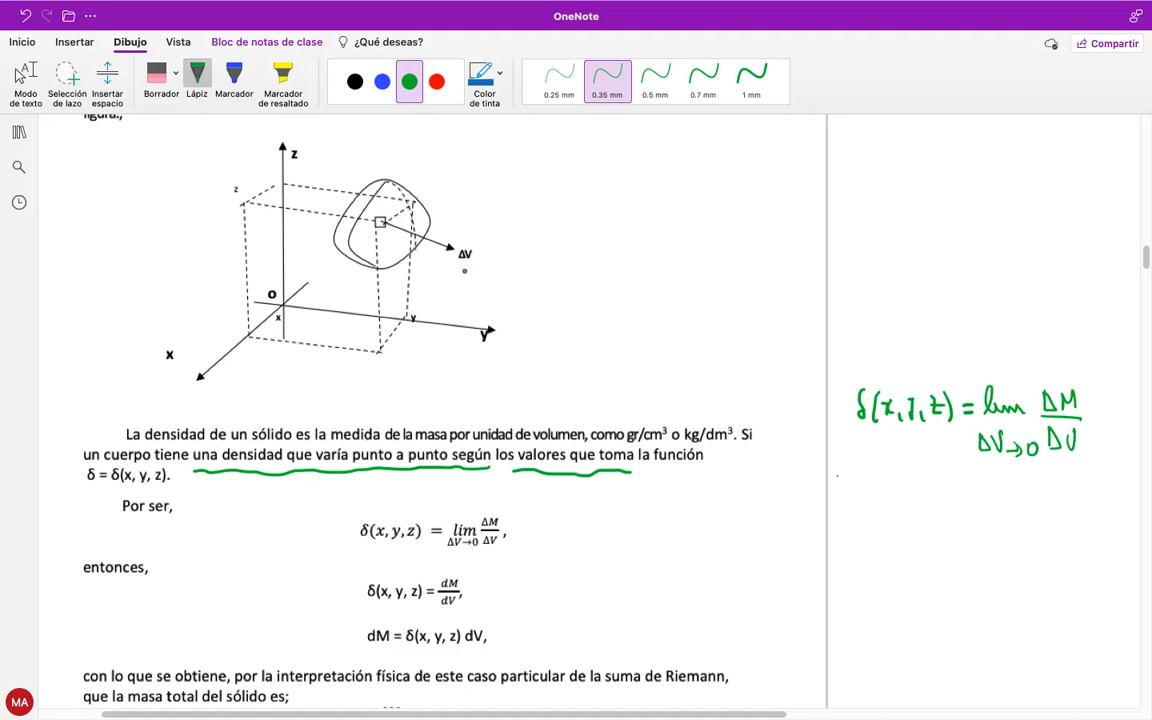 OneNote
Inicio Insertar Dibujo Vista Bloc de notas de clase ¿Qué deseas? Compartir
Modo de texto
Selección de lazo
Insertar espacio
Borrador
Lápiz
Marcador
Marcador de resaltado
Color de tinta
0.25 mm 0.35 mm 0.5 mm 0.7 mm 1 mm
figura.,
z
z
ΔV
O
x
y
y
x
δ(x,y,z) = lim ΔM
ΔV→0 ΔV
La densidad de un sólido es la medida de la masa por unidad de volumen, como gr/cm³ o kg/dm³. Si
un cuerpo tiene una densidad que varía punto a punto según los valores que toma la función
δ = δ(x, y, z).
Por ser,
δ(x,y,z) = lim ΔM
ΔV→0 ΔV,
entonces,
δ(x, y, z) = dM
dV,
dM = δ(x, y, z) dV,
con lo que se obtiene, por la interpretación física de este caso particular de la suma de Riemann,
que la masa total del sólido es;
MA